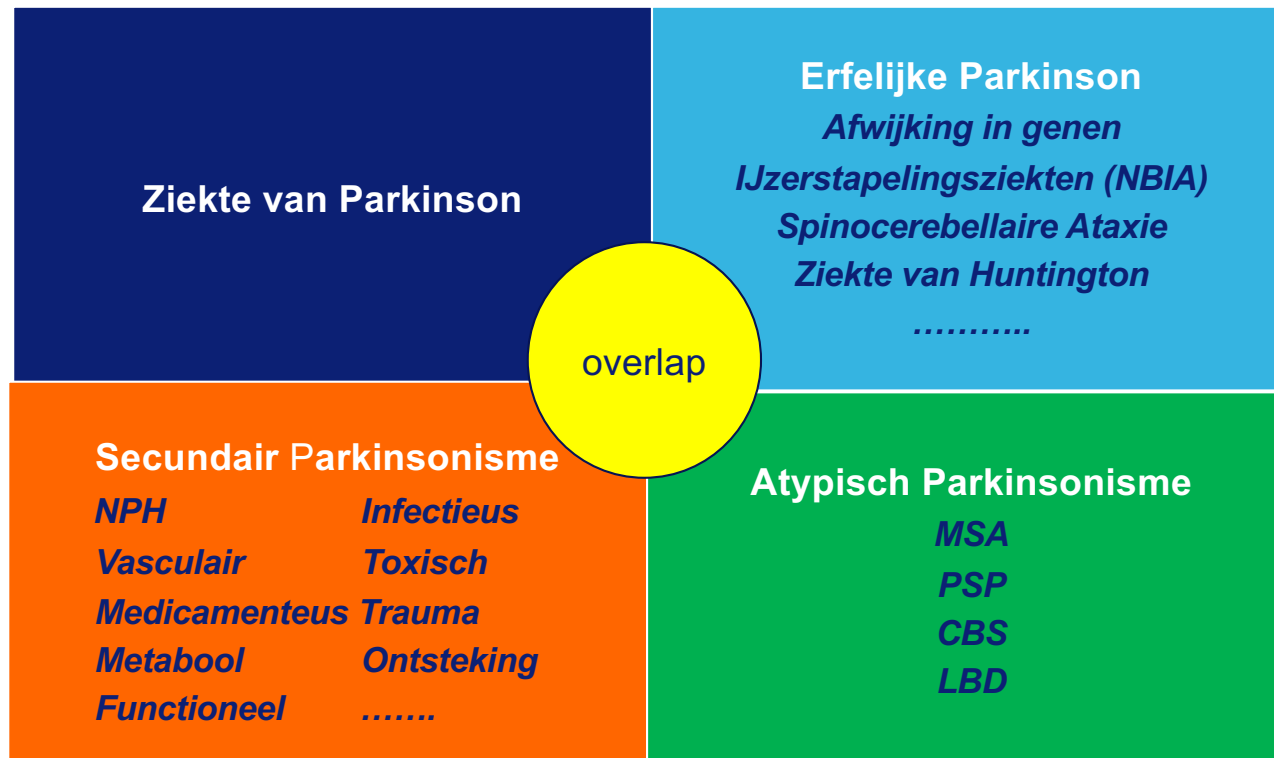 Ziekte van Parkinson
Erfelijke Parkinson
Afwijking in genen
IJzerstapelingsziekten (NBIA)
Spinocerebellaire Ataxie
Ziekte van Huntington
………..
overlap
Secundair Parkinsonisme
NPH Infectieus
Vasculair Toxisch
Medicamenteus Trauma
Metabool Ontsteking
Functioneel …….
Atypisch Parkinsonisme
MSA
PSP
CBS
LBD